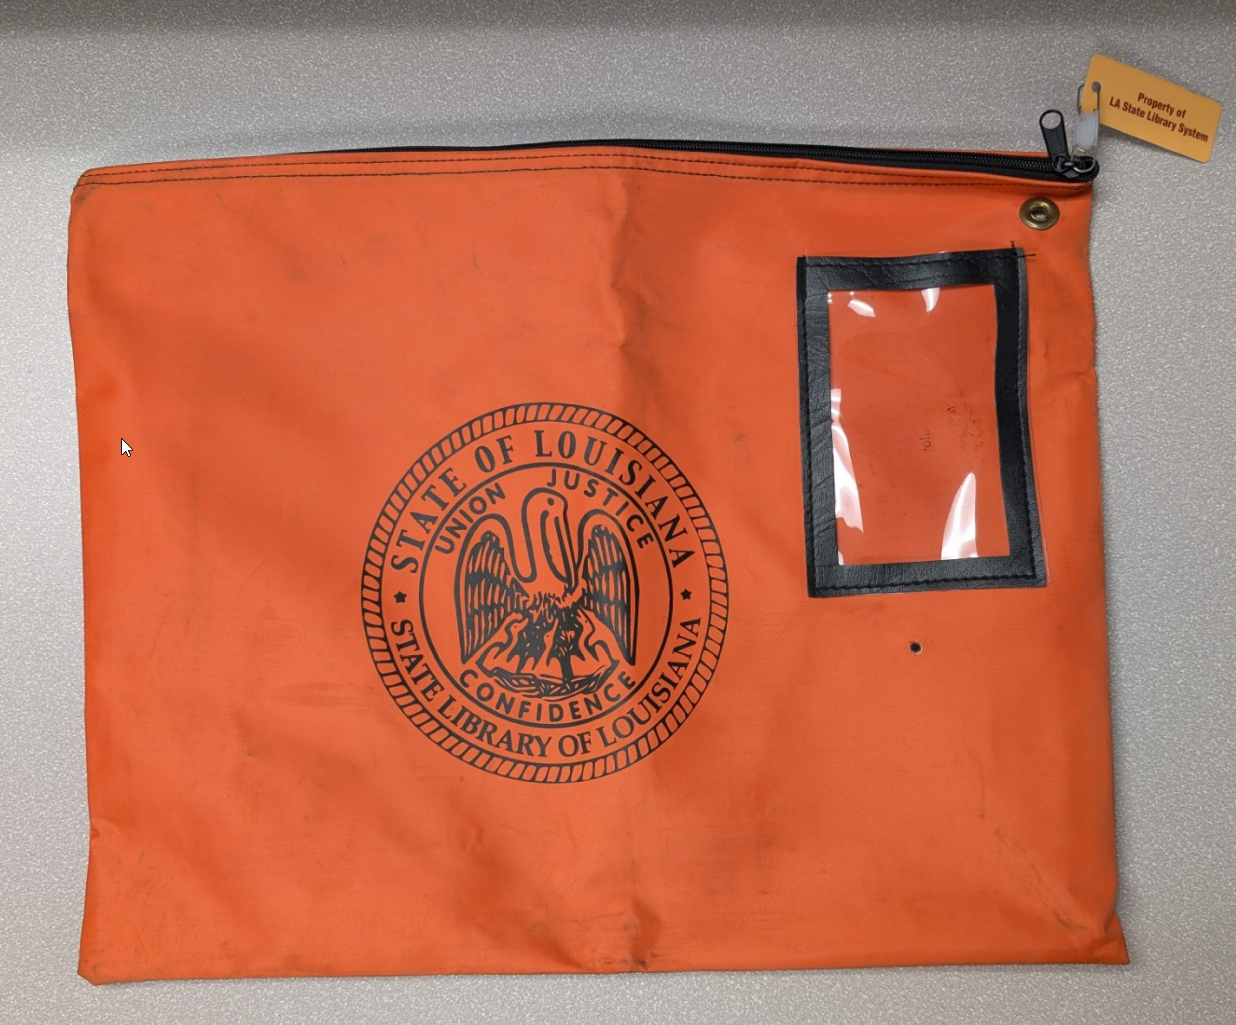 Property of
LA State Library System
STATE OF LOUISIANA
UNION JUSTICE
CONFIDENCE
STATE LIBRARY OF LOUISIANA